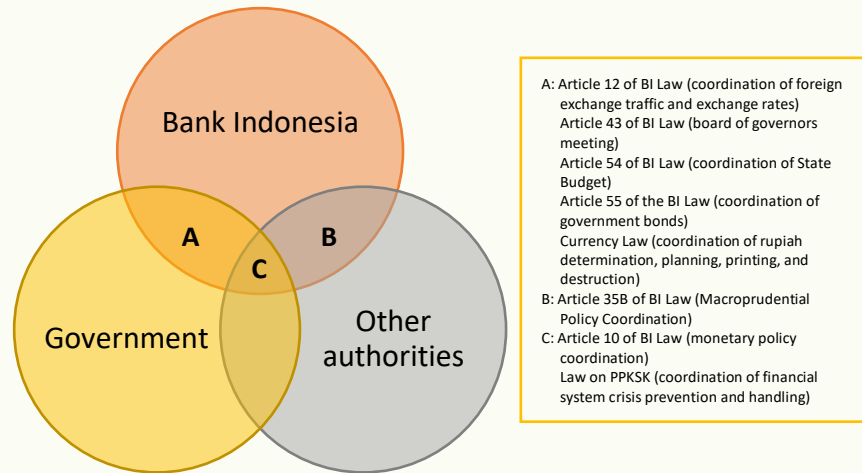 Bank Indonesia
A
B
C
Government
Other
authorities
A: Article 12 of BI Law (coordination of foreign
exchange traffic and exchange rates)
Article 43 of BI Law (board of governors
meeting)
Article 54 of BI Law (coordination of State
Budget)
Article 55 of the BI Law (coordination of
government bonds)
Currency Law (coordination of rupiah
determination, planning, printing, and
destruction)
B: Article 35B of BI Law (Macroprudential
Policy Coordination)
C: Article 10 of BI Law (monetary policy
coordination)
Law on PPKSK (coordination of financial
system crisis prevention and handling)